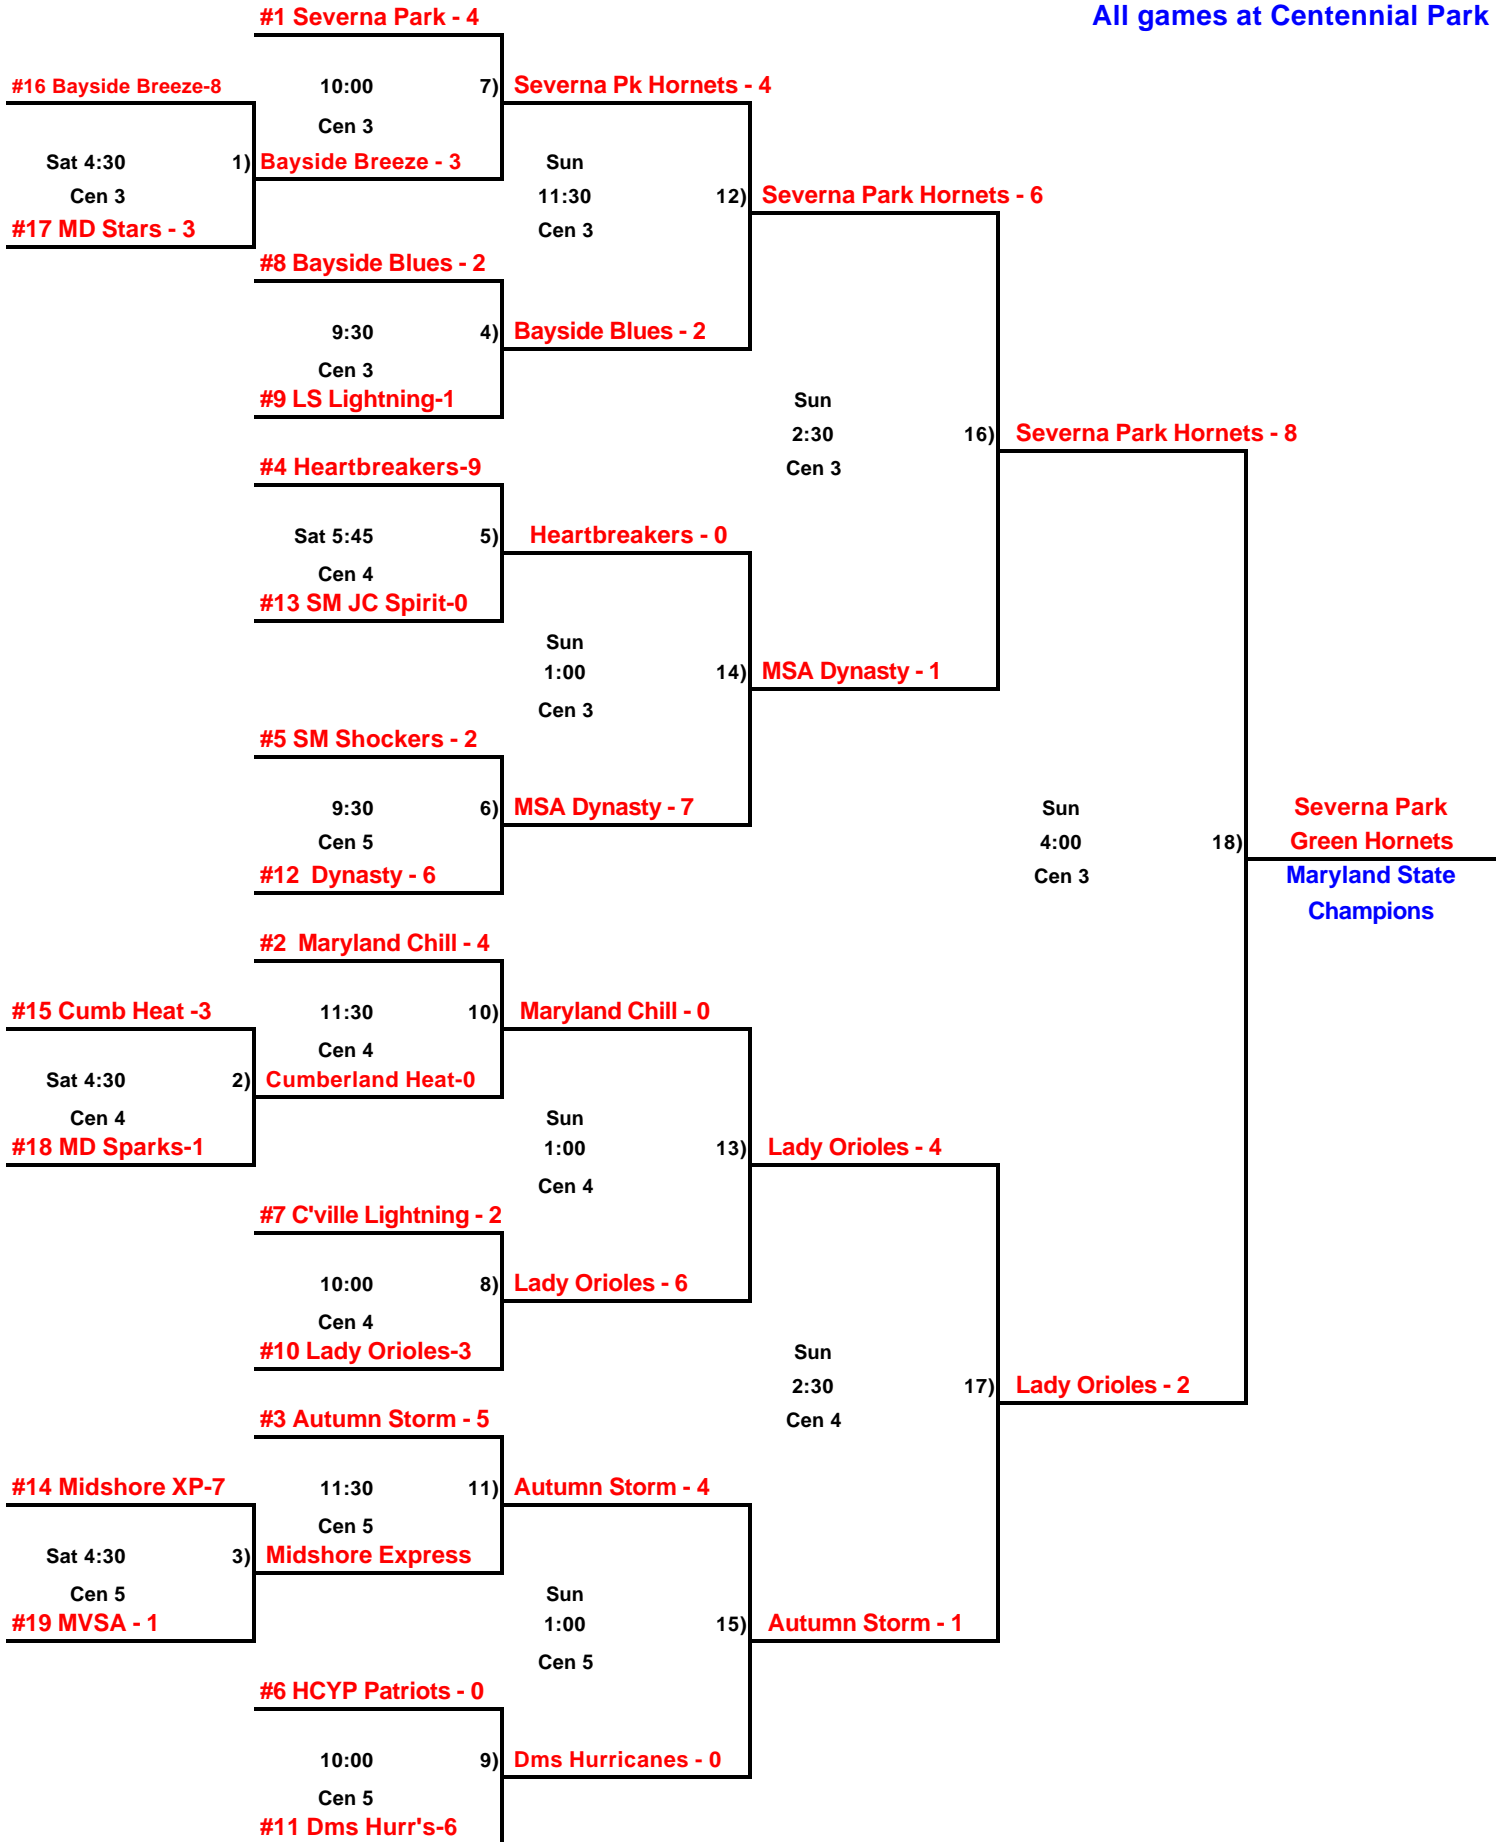 #1 Severna Park - 4
All games at Centennial Park
#16 Bayside Breeze-8
10:00
7)
Severna Pk Hornets - 4
Cen 3
Sat 4:30
1)
Bayside Breeze - 3
Sun
Cen 3
11:30
12)
Severna Park Hornets - 6
#17 MD Stars - 3
Cen 3
#8 Bayside Blues - 2
9:30
4)
Bayside Blues - 2
Cen 3
#9 LS Lightning-1
Sun
2:30
16)
Severna Park Hornets - 8
#4 Heartbreakers-9
Cen 3
Sat 5:45
5)
Heartbreakers - 0
Cen 4
#13 SM JC Spirit-0
Sun
1:00
14)
MSA Dynasty - 1
Cen 3
#5 SM Shockers - 2
9:30
6)
MSA Dynasty - 7
Sun
Severna Park
Cen 5
4:00
18)
Green Hornets
#12  Dynasty - 6
Cen 3
Maryland State
Champions
#2  Maryland Chill - 4
#15 Cumb Heat -3
11:30
10)
Maryland Chill - 0
Cen 4
Sat 4:30
2)
Cumberland Heat-0
Cen 4
Sun
#18 MD Sparks-1
1:00
13)
Lady Orioles - 4
Cen 4
#7 C'ville Lightning - 2
10:00
8)
Lady Orioles - 6
Cen 4
#10 Lady Orioles-3
Sun
2:30
17)
Lady Orioles - 2
#3 Autumn Storm - 5
Cen 4
#14 Midshore XP-7
11:30
11)
Autumn Storm - 4
Cen 5
Sat 4:30
3)
Midshore Express
Cen 5
Sun
#19 MVSA - 1
1:00
15)
Autumn Storm - 1
Cen 5
#6 HCYP Patriots - 0
10:00
9)
Dms Hurricanes - 0
Cen 5
#11 Dms Hurr's-6